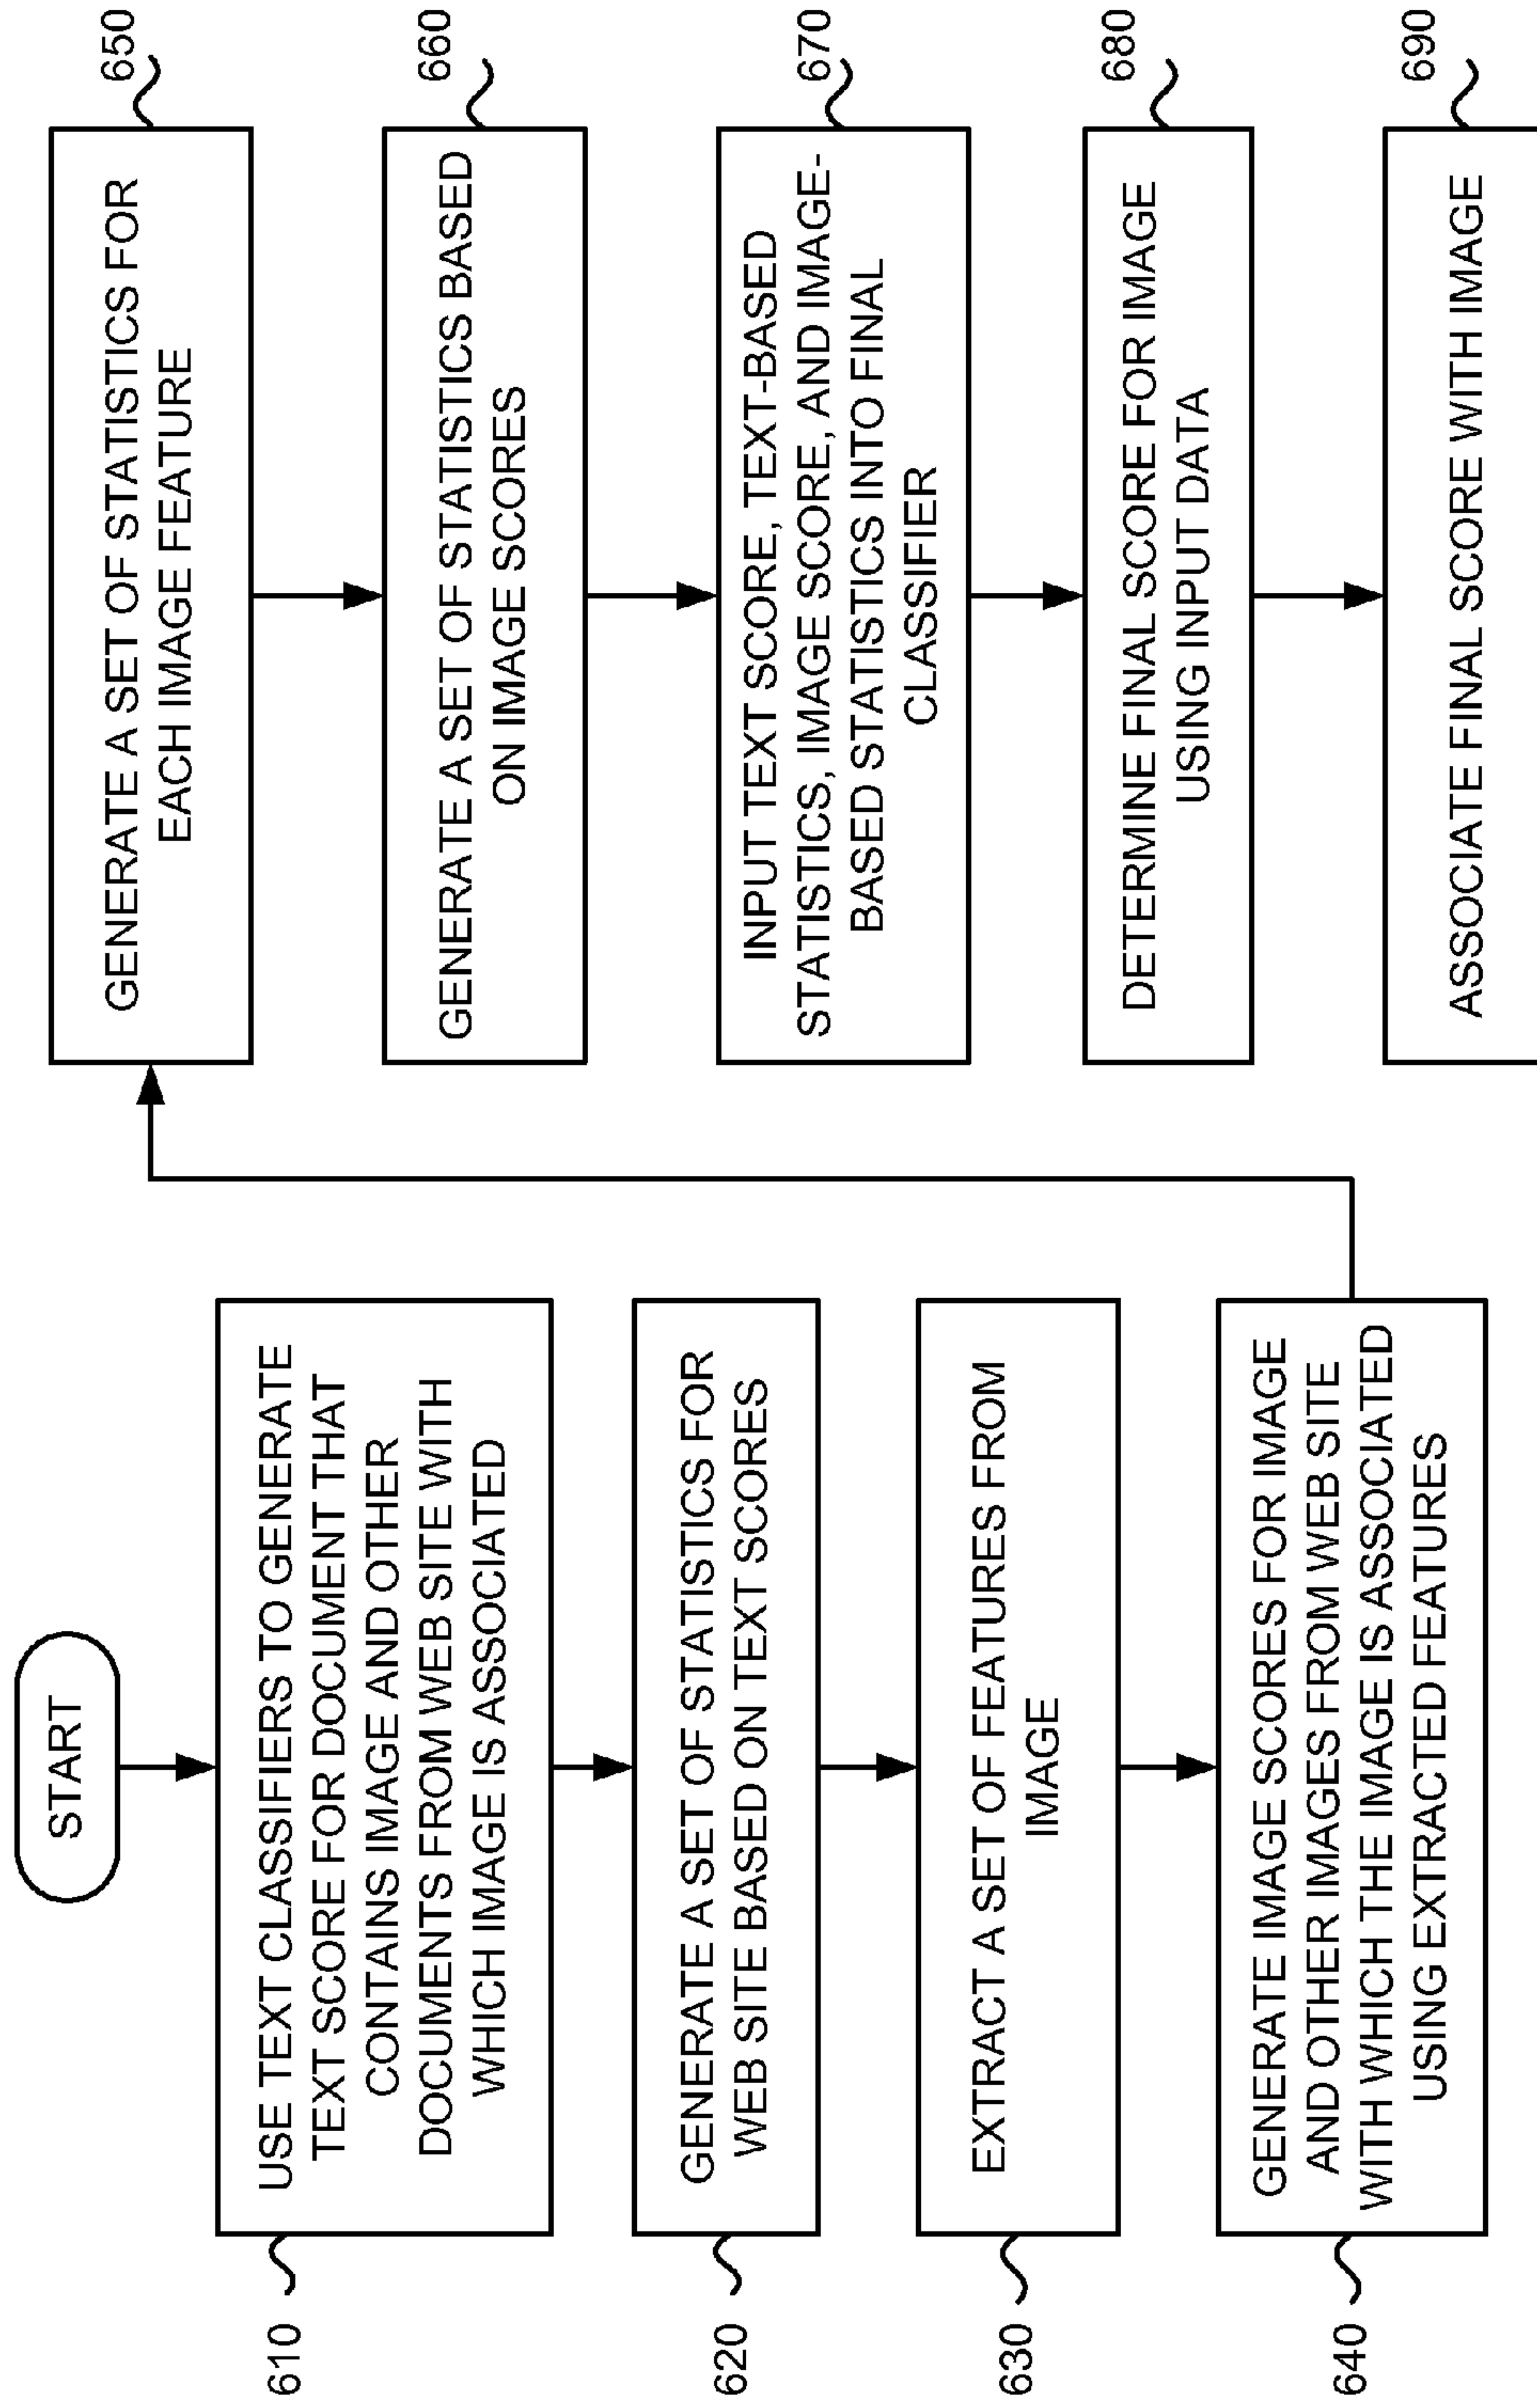 START
610
USE TEXT CLASSIFIERS TO GENERATE
TEXT SCORE FOR DOCUMENT THAT
CONTAINS IMAGE AND OTHER
DOCUMENTS FROM WEB SITE WITH
WHICH IMAGE IS ASSOCIATED
620
GENERATE A SET OF STATISTICS FOR
WEB SITE BASED ON TEXT SCORES
630
EXTRACT A SET OF FEATURES FROM
IMAGE
640
GENERATE IMAGE SCORES FOR IMAGE
AND OTHER IMAGES FROM WEB SITE
WITH WHICH THE IMAGE IS ASSOCIATED
USING EXTRACTED FEATURES
650
GENERATE A SET OF STATISTICS FOR
EACH IMAGE FEATURE
660
GENERATE A SET OF STATISTICS BASED
ON IMAGE SCORES
670
INPUT TEXT SCORE, TEXT-BASED
STATISTICS, IMAGE SCORE, AND IMAGE-
BASED STATISTICS INTO FINAL
CLASSIFIER
680
DETERMINE FINAL SCORE FOR IMAGE
USING INPUT DATA
690
ASSOCIATE FINAL SCORE WITH IMAGE